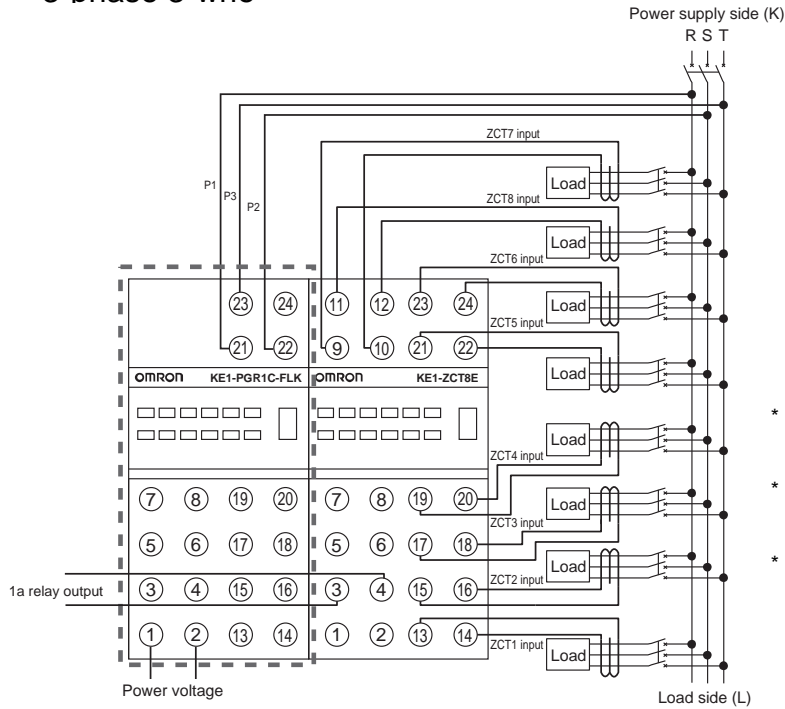 Power supply side (K)
R S T
ZCT7 input
Load
P1
P3
P2
ZCT8 input
Load
ZCT6 input
23 24 11 12 23 24
Load
ZCT5 input
21 22 9 10 21 22
Load
OMRON KE1-PGR1C-FLK OMRON KE1-ZCT8E
*
Load
ZCT4 input
7 8 19 20 7 8 19 20
*
Load
ZCT3 input
5 6 17 18 5 6 17 18
*
Load
ZCT2 input
1a relay output
3 4 15 16 3 4 15 16
1 2 13 14 1 2 13 14
ZCT1 input
Load
Power voltage
Load side (L)